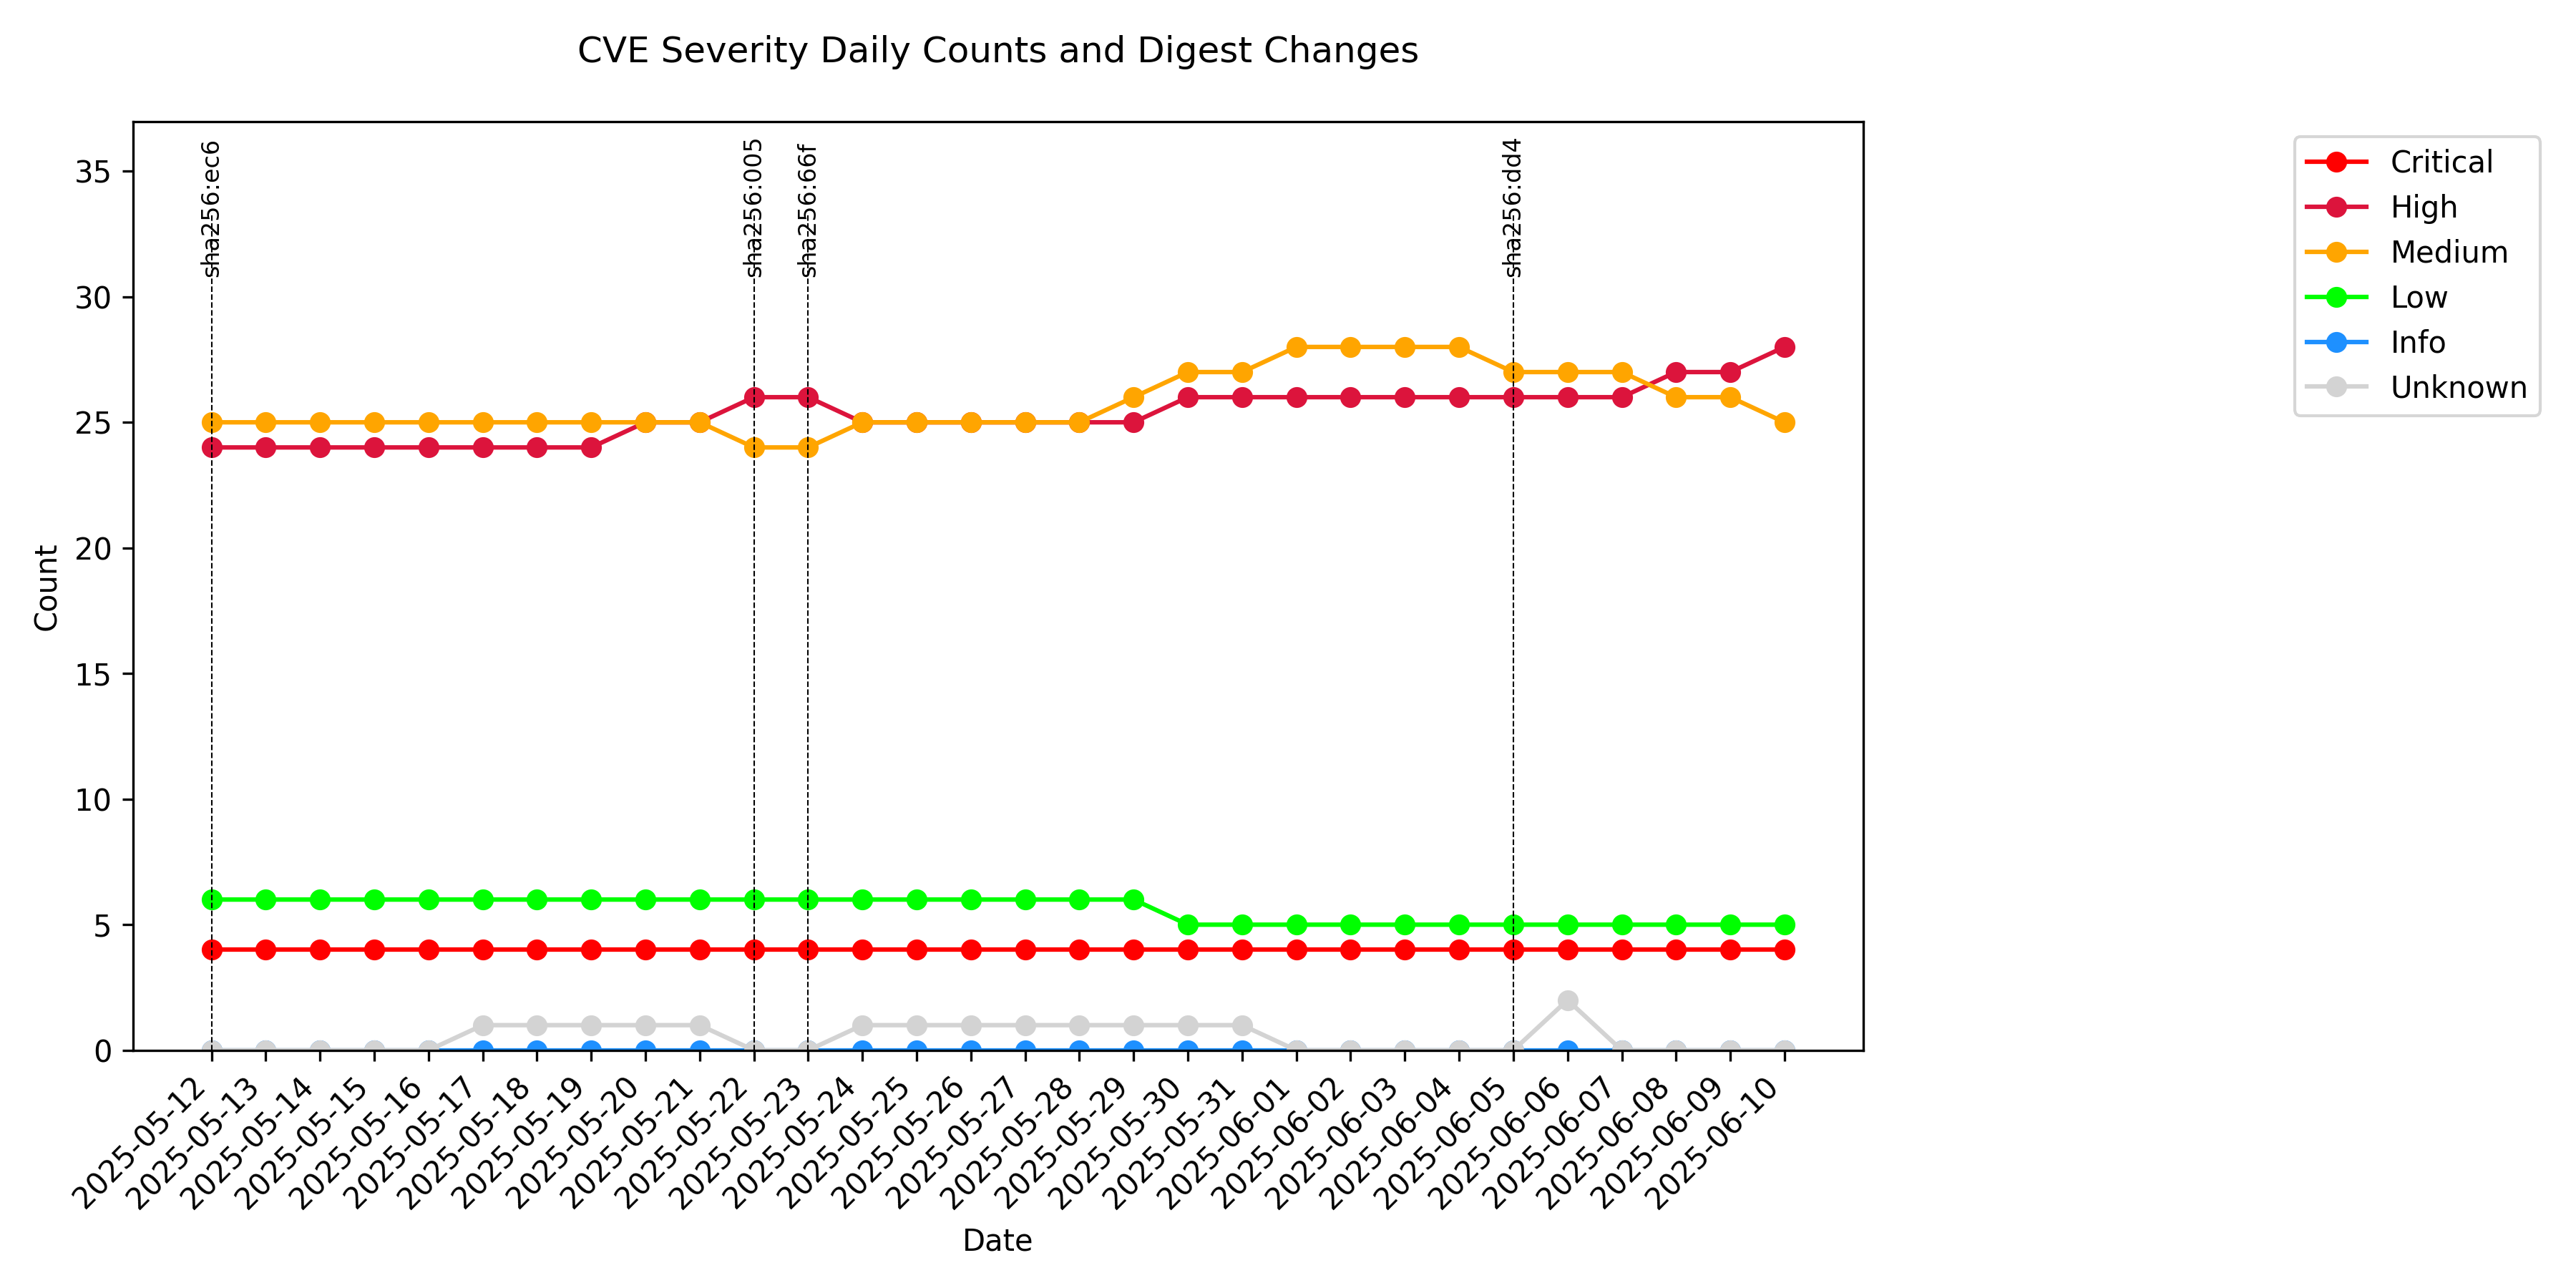 CVE Severity Daily Counts and Digest Changes
sha256:ec6
sha256:005
sha256:66f
sha256:dd4
Critical
High
Medium
Low
Info
Unknown
35
30
25
20
15
10
5
0
Count
2025-05-12
2025-05-13
2025-05-14
2025-05-15
2025-05-16
2025-05-17
2025-05-18
2025-05-19
2025-05-20
2025-05-21
2025-05-22
2025-05-23
2025-05-24
2025-05-25
2025-05-26
2025-05-27
2025-05-28
2025-05-29
2025-05-30
2025-05-31
2025-06-01
2025-06-02
2025-06-03
2025-06-04
2025-06-05
2025-06-06
2025-06-07
2025-06-08
2025-06-09
2025-06-10
Date